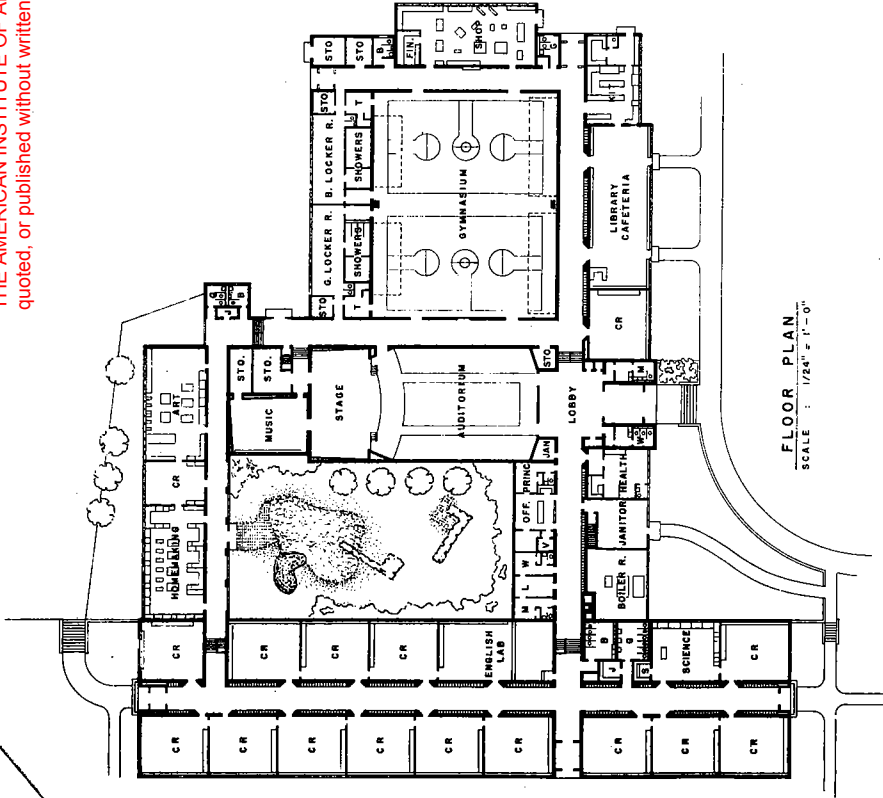 THE AMERICAN INSTITUTE OF
quoted, or published without written
SHOP
FIN.
B
G
STO
STO
STO
T
B. LOCKER R.
SHOWERS
G. LOCKER R.
SHOWERS
STO
T
GYMNASIUM
KIT
LIBRARY
CAFETERIA
CR
G
B
J
STO.
STO.
MUSIC
STAGE
AUDITORIUM
STO
LOBBY
JAN
M
W
ART
CR
HOMEMAKING
PRINC
OFF.
V
W
L
M
HEALTH
JANITOR
BOILER R.
CR
CR
CR
CR
ENGLISH
LAB
B
G
J
S
SCIENCE
CR
CR
CR
CR
CR
CR
CR
CR
CR
CR
FLOOR PLAN
SCALE : 1/24" = 1'-0"